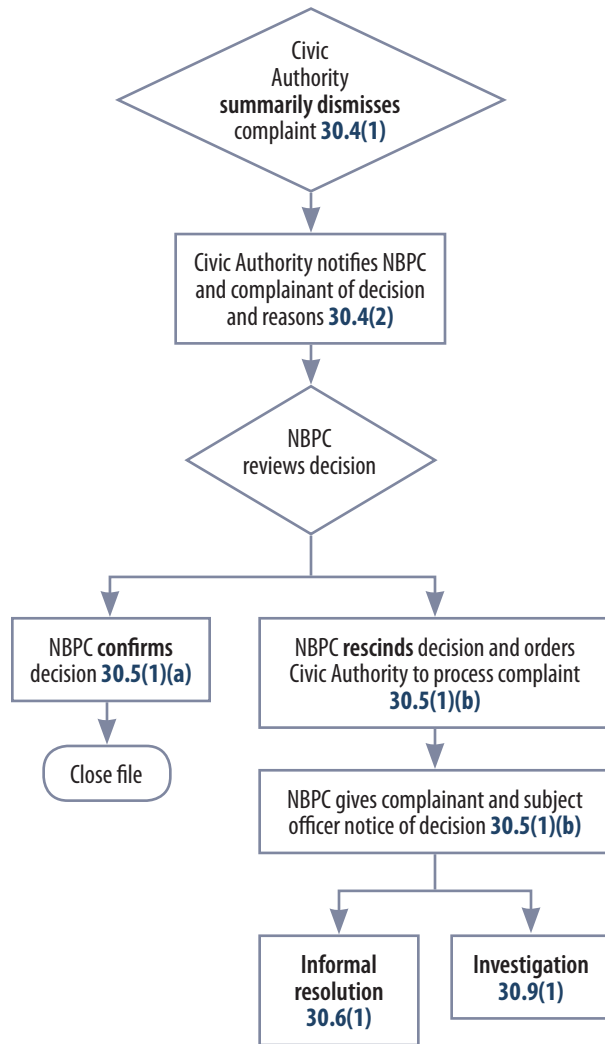 Civic
Authority
summarily dismisses
complaint 30.4(1)
Civic Authority notifies NBPC
and complainant of decision
and reasons 30.4(2)
NBPC
reviews decision
NBPC confirms
decision 30.5(1)(a)
Close file
NBPC rescinds decision and orders
Civic Authority to process complaint
30.5(1)(b)
NBPC gives complainant and subject
officer notice of decision 30.5(1)(b)
Informal
resolution
30.6(1)
Investigation
30.9(1)